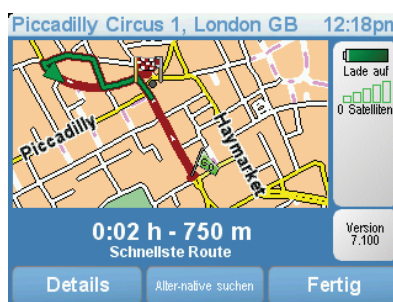 Piccadilly Circus 1, London GB 12:18pm
Lade auf
0 Satelliten
Piccadilly
Haymarket
GO
0:02 h - 750 m
Schnellste Route
Version
7.100
Details
Alter-native suchen
Fertig